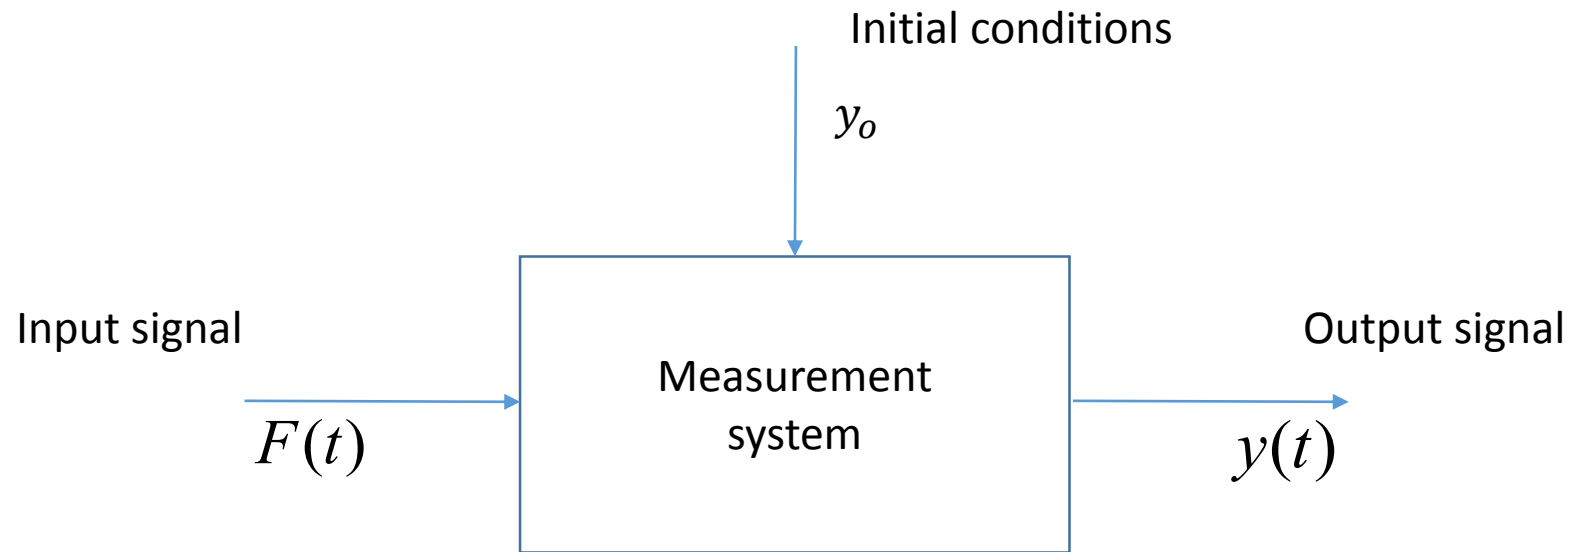 Initial conditions
yₒ
Input signal
Output signal
Measurement
system
F(t)
y(t)